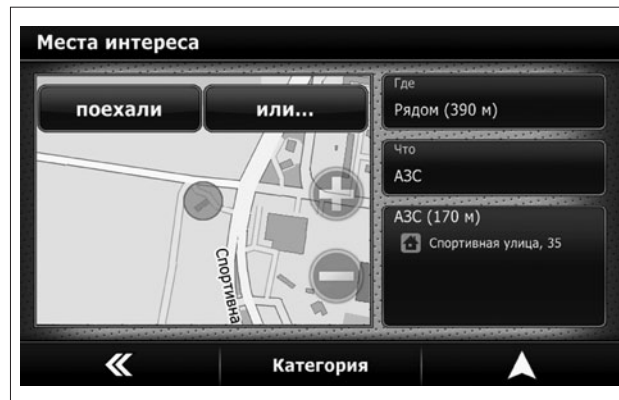 Места интереса
поехали
или...
Где
Рядом (390 м)
Что
АЗС
АЗС (170 м)
Спортивная улица, 35
Спортивна
Категория